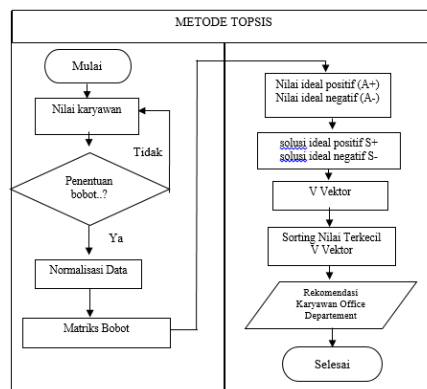 METODE TOPSIS
Mulai
Nilai karyawan
Tidak
Penentuan
bobot..?
Ya
Normalisasi Data
Matriks Bobot
Nilai ideal positif (A+)
Nilai ideal negatif (A-)
solusi ideal positif S+
solusi ideal negatif S-
V Vektor
Sorting Nilai Terkecil
V Vektor
Rekomendasi
Karyawan Office
Departement
Selesai